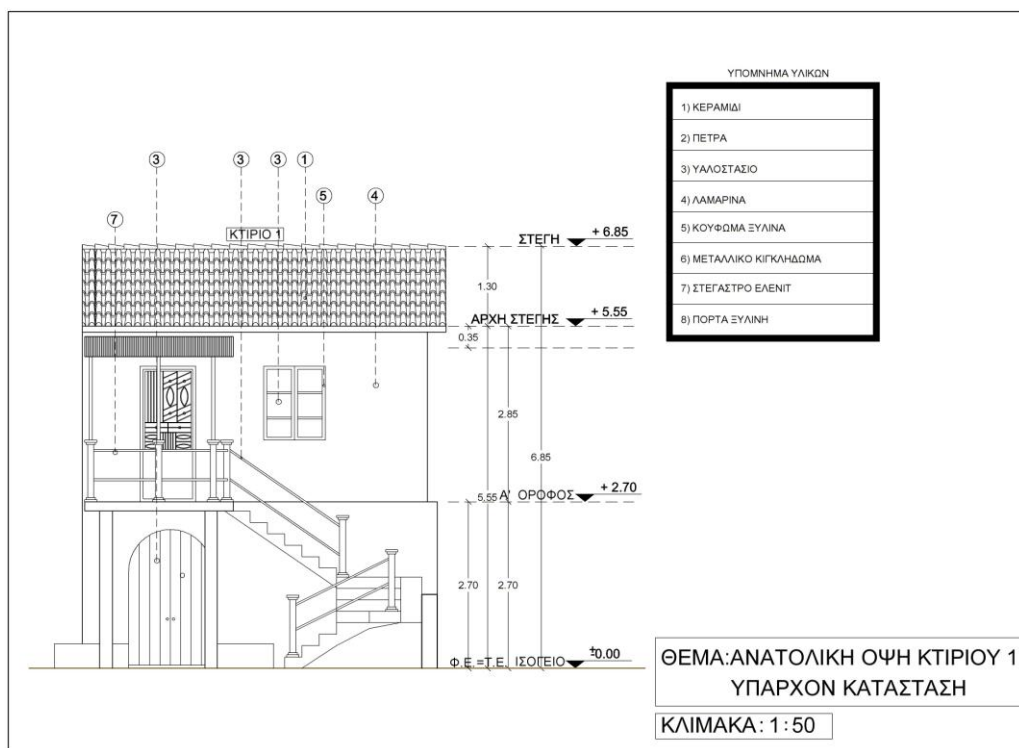 ΥΠΟΜΝΗΜΑ ΥΛΙΚΩΝ
1) ΚΕΡΑΜΙΔΙ
2) ΠΕΤΡΑ
3) ΥΑΛΟΣΤΑΣΙΟ
4) ΛΑΜΑΡΙΝΑ
5) ΚΟΥΦΩΜΑ ΞΥΛΙΝΑ
6) ΜΕΤΑΛΛΙΚΟ ΚΙΓΚΛΗΔΩΜΑ
7) ΣΤΕΓΑΣΤΡΟ ΕΛΕΝΙΤ
8) ΠΟΡΤΑ ΞΥΛΙΝΗ
3 3 3 1
5 4
7
ΚΤΙΡΙΟ 1
ΣΤΕΓΗ + 6.85
1.30
ΑΡΧΗ ΣΤΕΓΗΣ + 5.55
0.35
2.85
6.85
5.55 Α' ΟΡΟΦΟΣ + 2.70
2.70 2.70
Φ.Ε.=Τ.Ε. ΙΣΟΓΕΙΟ ±0.00
ΘΕΜΑ:ΑΝΑΤΟΛΙΚΗ ΟΨΗ ΚΤΙΡΙΟΥ 1
ΥΠΑΡΧΟΝ ΚΑΤΑΣΤΑΣΗ
ΚΛΙΜΑΚΑ: 1:50